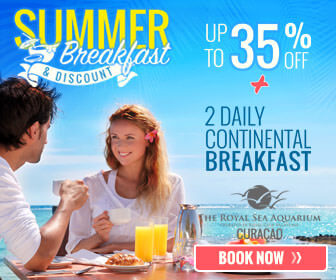 SUMMER
Breakfast
& DISCOUNT
UP TO 35% OFF
+
2 DAILY
CONTINENTAL
BREAKFAST
THE ROYAL SEA AQUARIUM
CURAÇAO
BOOK NOW »